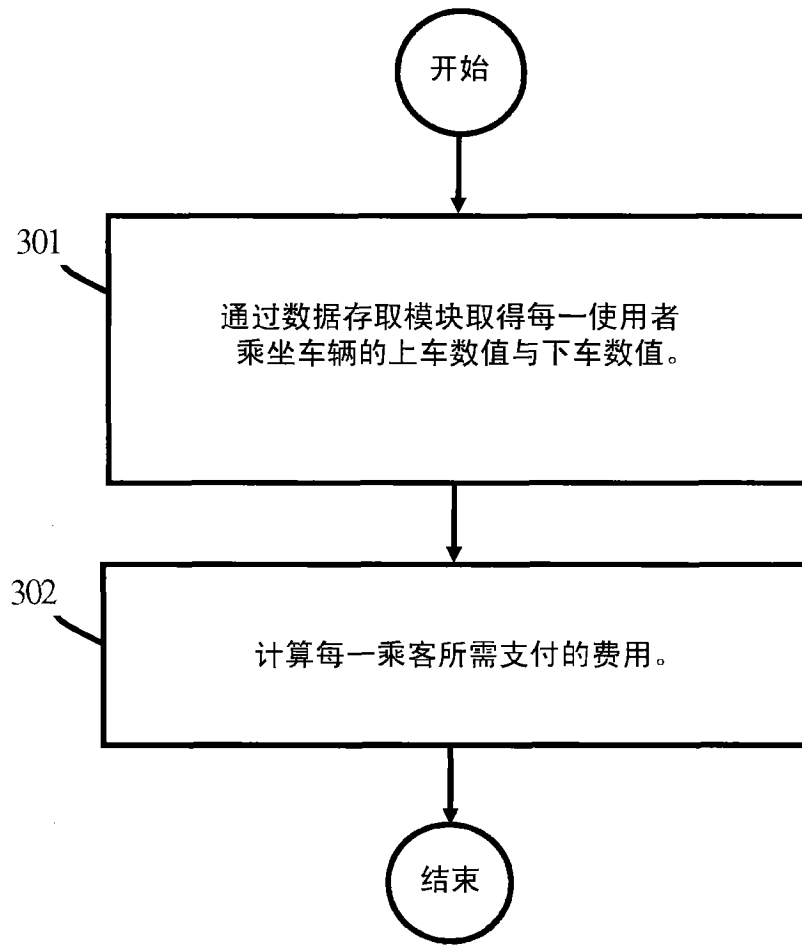 开始
301
通过数据存取模块取得每一使用者
乘坐车辆的上车数值与下车数值。
302
计算每一乘客所需支付的费用。
结束